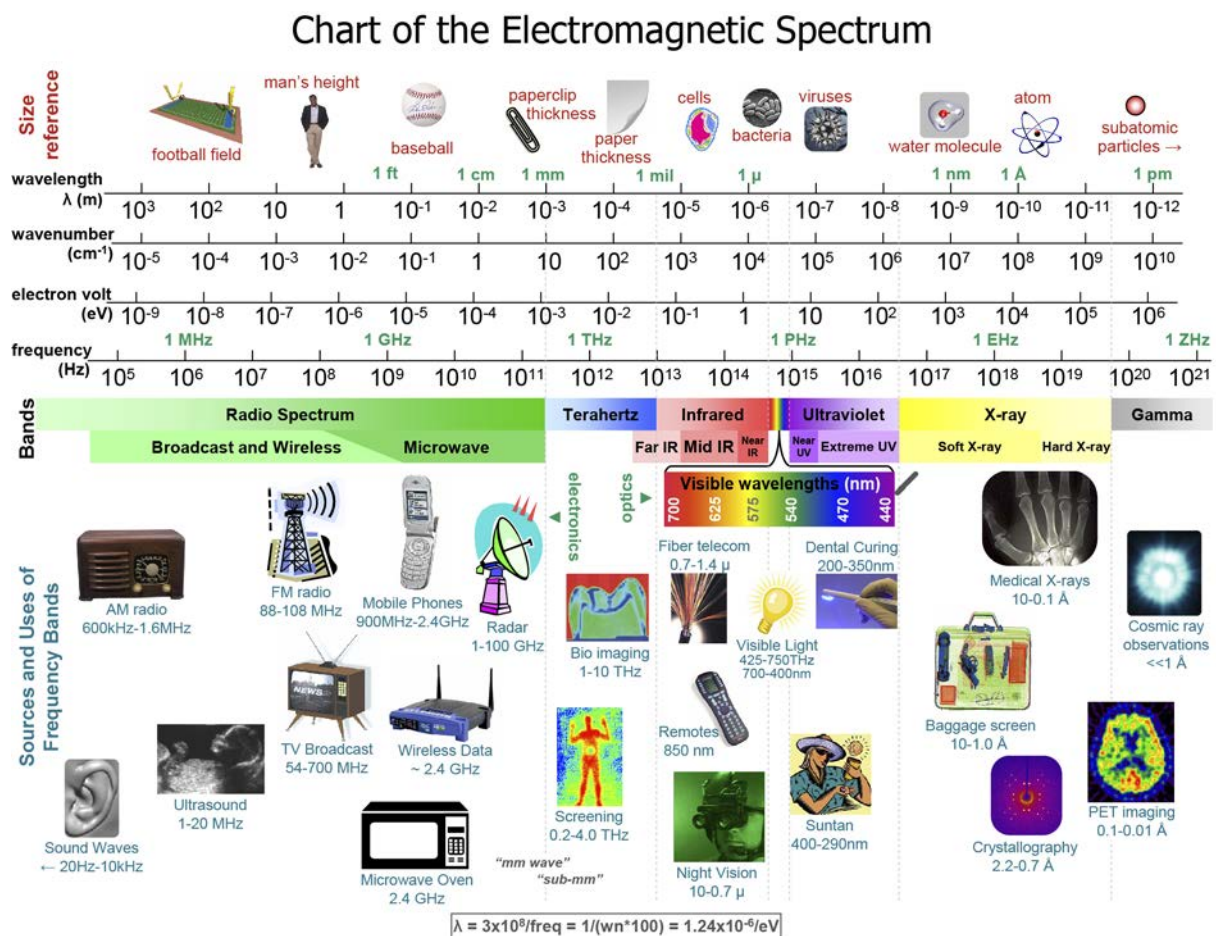 Chart of the Electromagnetic Spectrum
Size
reference
football field
man's height
baseball
paperclip
thickness
paper
thickness
cells
bacteria
viruses
water molecule
atom
subatomic
particles →
wavelength
λ (m)
1 ft
1 cm
1 mm
1 mil
1 µ
1 nm
1 Å
1 pm
10³ 10² 10 1 10⁻¹ 10⁻² 10⁻³ 10⁻⁴ 10⁻⁵ 10⁻⁶ 10⁻⁷ 10⁻⁸ 10⁻⁹ 10⁻¹⁰ 10⁻¹¹ 10⁻¹²
wavenumber
(cm⁻¹)
10⁻⁵ 10⁻⁴ 10⁻³ 10⁻² 10⁻¹ 1 10 10² 10³ 10⁴ 10⁵ 10⁶ 10⁷ 10⁸ 10⁹ 10¹⁰
electron volt
(eV)
10⁻⁹ 10⁻⁸ 10⁻⁷ 10⁻⁶ 10⁻⁵ 10⁻⁴ 10⁻³ 10⁻² 10⁻¹ 1 10 10² 10³ 10⁴ 10⁵ 10⁶
1 MHz 1 GHz 1 THz 1 PHz 1 EHz 1 ZHz
frequency
(Hz)
10⁵ 10⁶ 10⁷ 10⁸ 10⁹ 10¹⁰ 10¹¹ 10¹² 10¹³ 10¹⁴ 10¹⁵ 10¹⁶ 10¹⁷ 10¹⁸ 10¹⁹ 10²⁰ 10²¹
Bands
Radio Spectrum
Terahertz
Infrared
Ultraviolet
X-ray
Gamma
Broadcast and Wireless
Microwave
Far IR
Mid IR
Near
IR
Near
UV
Extreme UV
Soft X-ray
Hard X-ray
electronics
optics
Visible wavelengths (nm)
700 625 575 540 470 440
Sources and Uses of
Frequency Bands
AM radio
600kHz-1.6MHz
FM radio
88-108 MHz
Mobile Phones
900MHz-2.4GHz
Radar
1-100 GHz
Bio imaging
1-10 THz
Fiber telecom
0.7-1.4 µ
Visible Light
425-750THz
700-400nm
Dental Curing
200-350nm
Medical X-rays
10-0.1 Å
Cosmic ray
observations
<<1 Å
NEWS
TV Broadcast
54-700 MHz
Wireless Data
~ 2.4 GHz
Remotes
850 nm
Baggage screen
10-1.0 Å
Sound Waves
← 20Hz-10kHz
Ultrasound
1-20 MHz
Microwave Oven
2.4 GHz
"mm wave"
"sub-mm"
Screening
0.2-4.0 THz
Night Vision
10-0.7 µ
Suntan
400-290nm
Crystallography
2.2-0.7 Å
PET imaging
0.1-0.01 Å
λ = 3x10⁸/freq = 1/(wn*100) = 1.24x10⁻⁶/eV